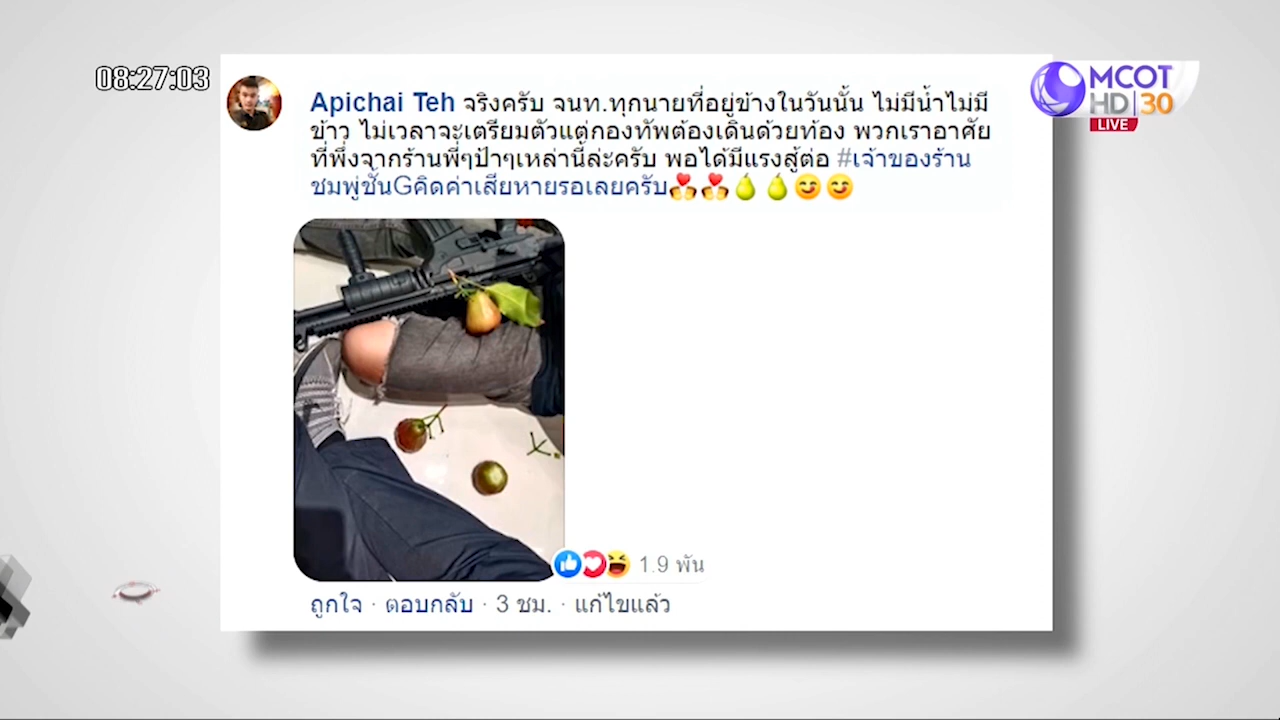 08:27:03
MCOT
HD 30
LIVE
Apichai Teh จริงครับ จนท.ทุกนายที่อยู่ข้างในวันนั้น ไม่มีน้ำไม่มี
ข้าว ไม่เวลาจะเตรียมตัวแต่กองทัพต้องเดินด้วยท้อง พวกเราอาศัย
ที่พึ่งจากร้านพี่ๆป้าๆเหล่านี้ล่ะครับ พอได้มีแรงสู้ต่อ #เจ้าของร้าน
ชมพู่ชั้นGคิดค่าเสียหายรอเลยครับ
1.9 พัน
ถูกใจ · ตอบกลับ · 3 ชม. · แก้ไขแล้ว